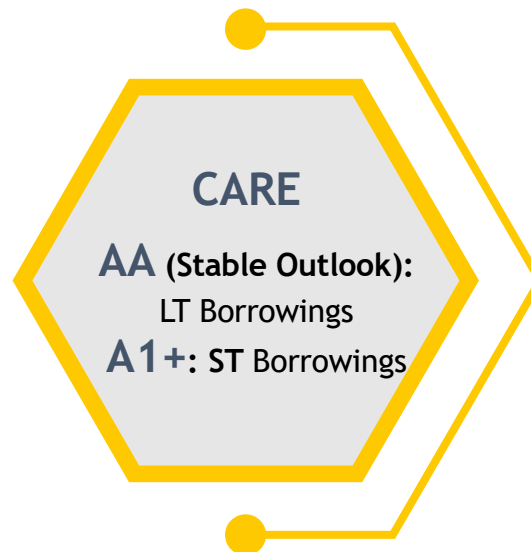 CARE
AA (Stable Outlook):
LT Borrowings
A1+: ST Borrowings